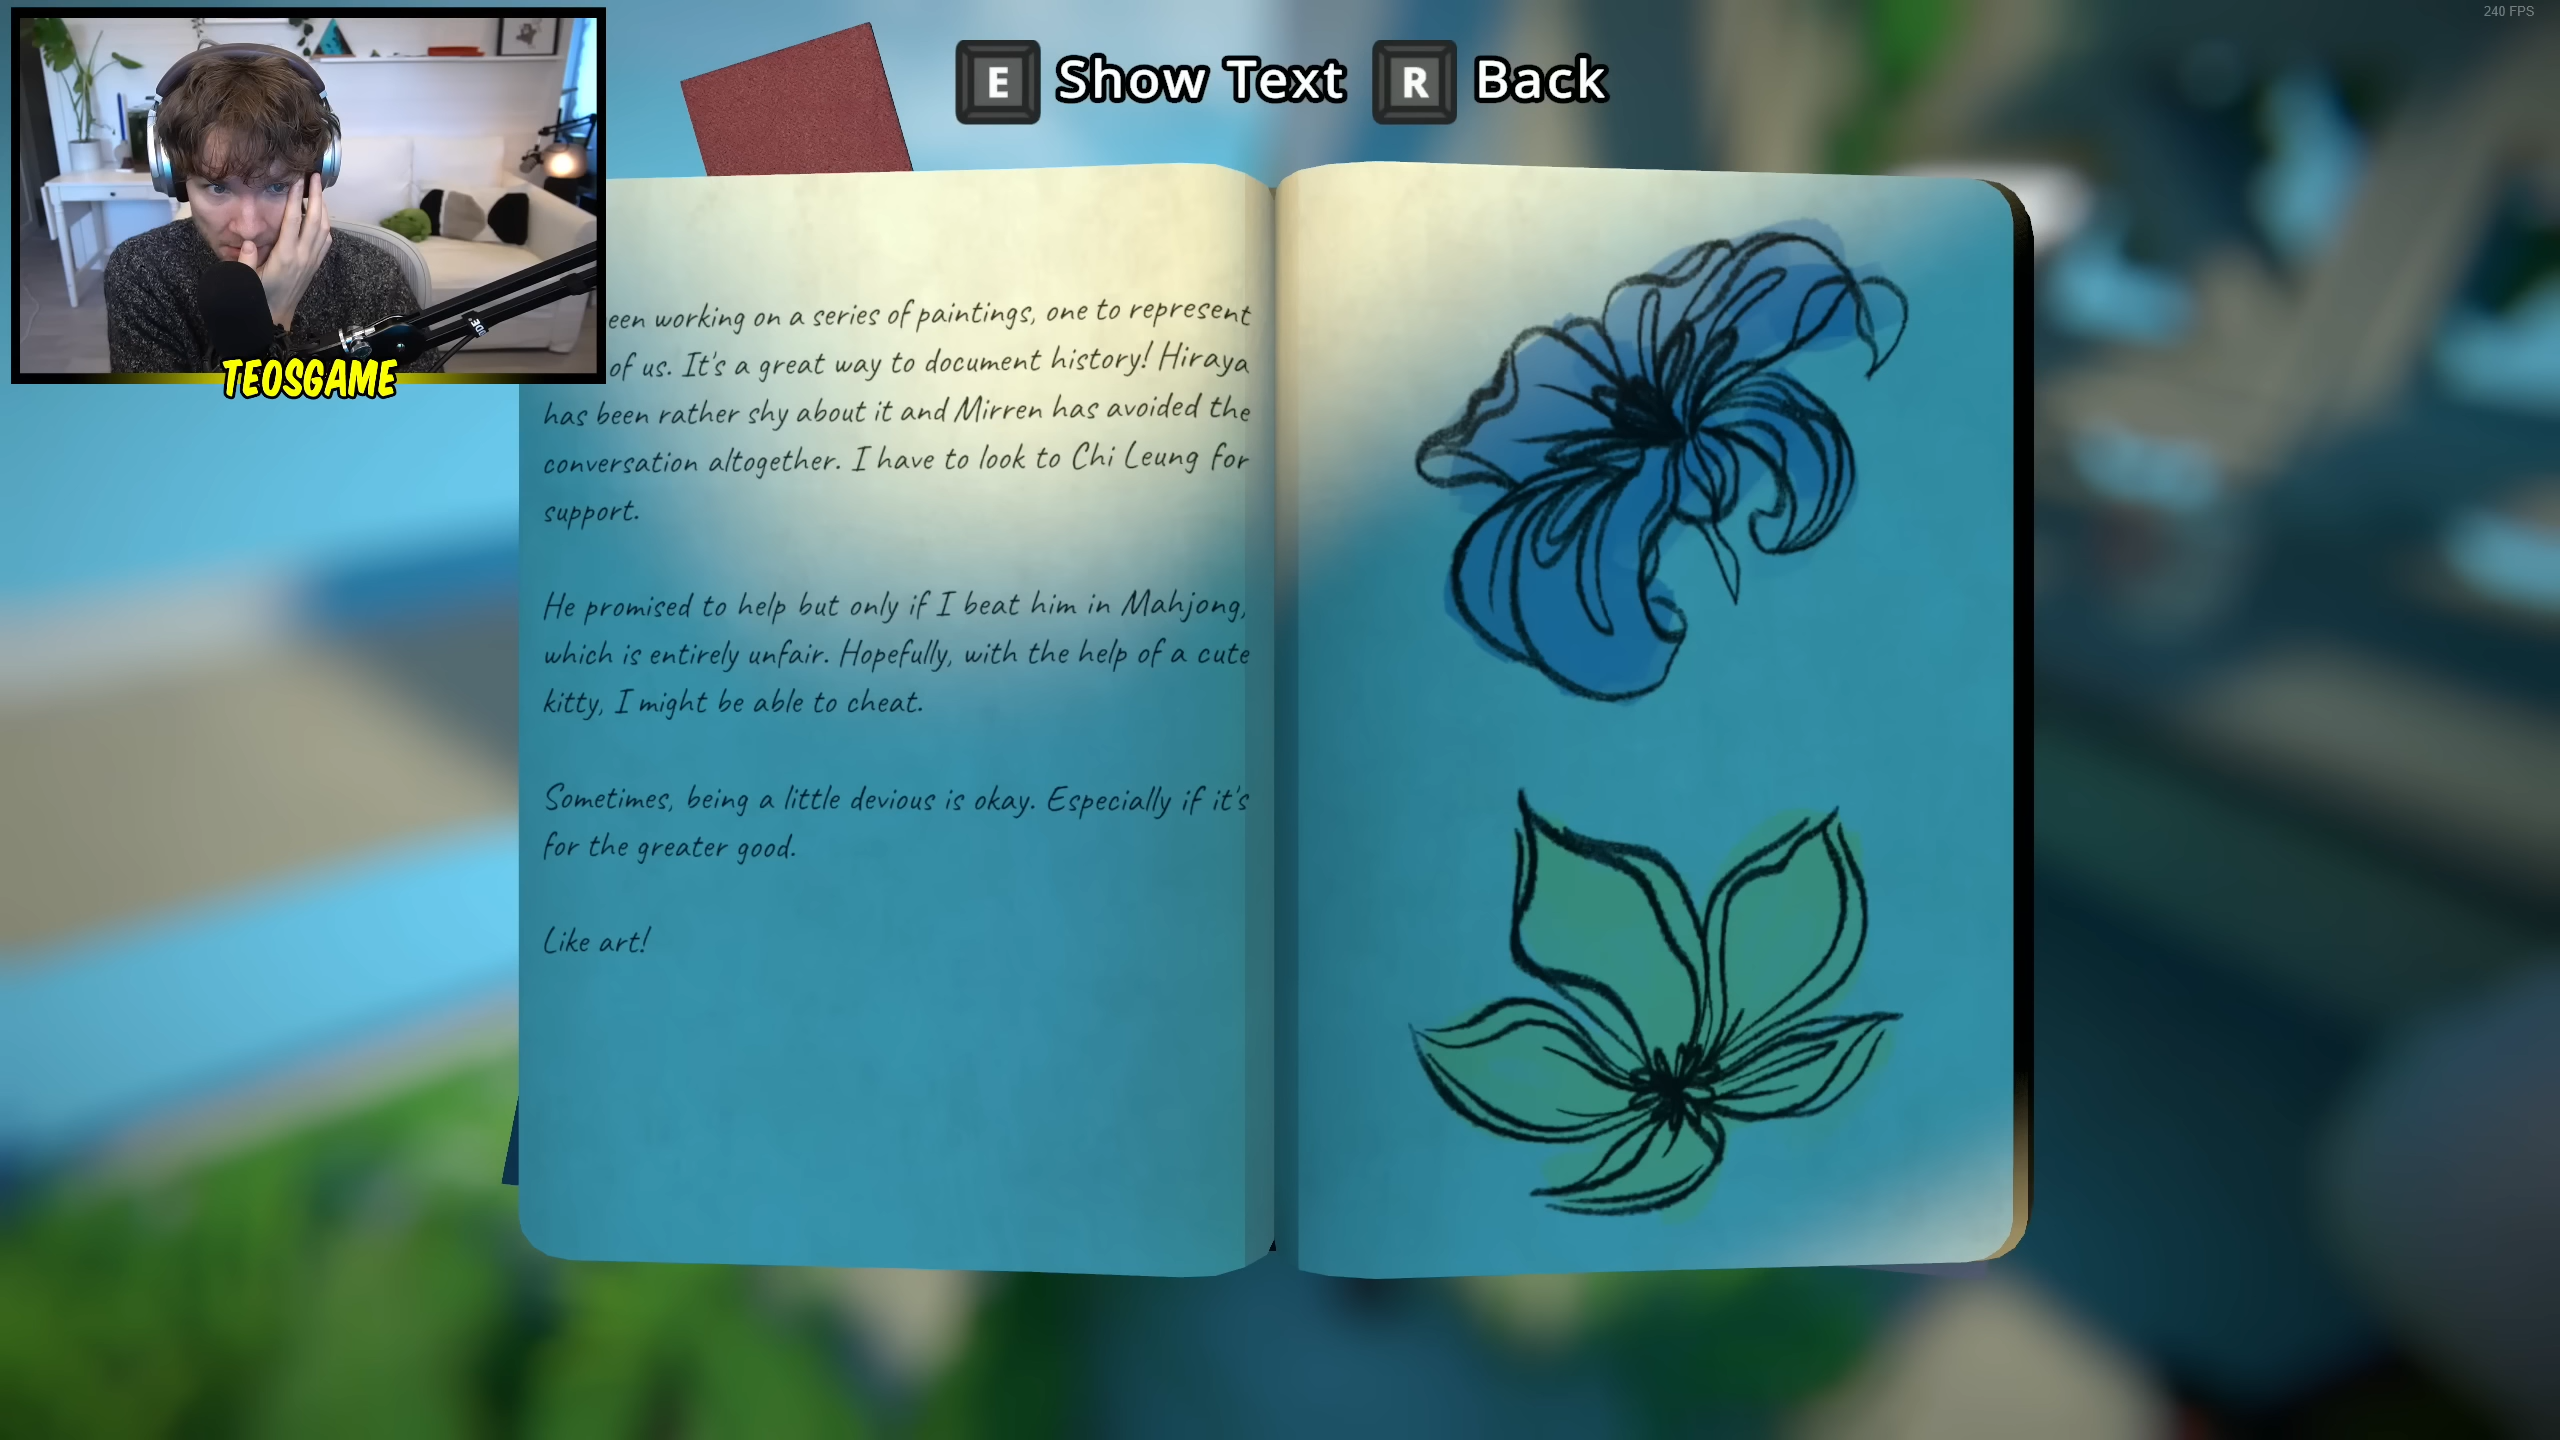 240 FPS
E Show Text R Back
TEOSGAME
een working on a series of paintings, one to represent
of us. It's a great way to document history! Hiraya
has been rather shy about it and Mirren has avoided the
conversation altogether. I have to look to Chi Leung for
support.
He promised to help but only if I beat him in Mahjong,
which is entirely unfair. Hopefully, with the help of a cute
kitty, I might be able to cheat.
Sometimes, being a little devious is okay. Especially if it's
for the greater good.
Like art!